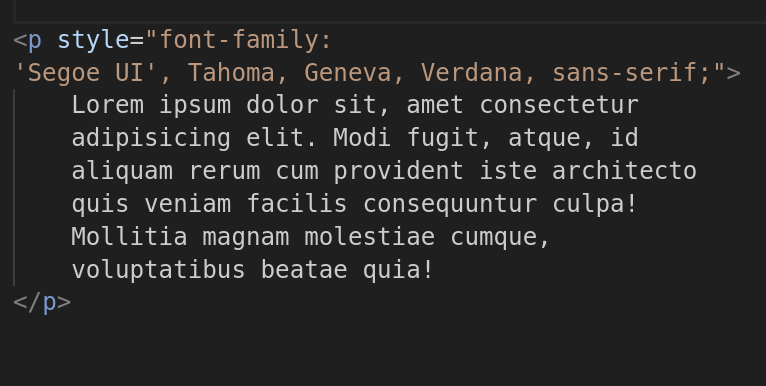 <p style="font-family:
'Segoe UI', Tahoma, Geneva, Verdana, sans-serif;">
    Lorem ipsum dolor sit, amet consectetur
    adipisicing elit. Modi fugit, atque, id
    aliquam rerum cum provident iste architecto
    quis veniam facilis consequuntur culpa!
    Mollitia magnam molestiae cumque,
    voluptatibus beatae quia!
</p>